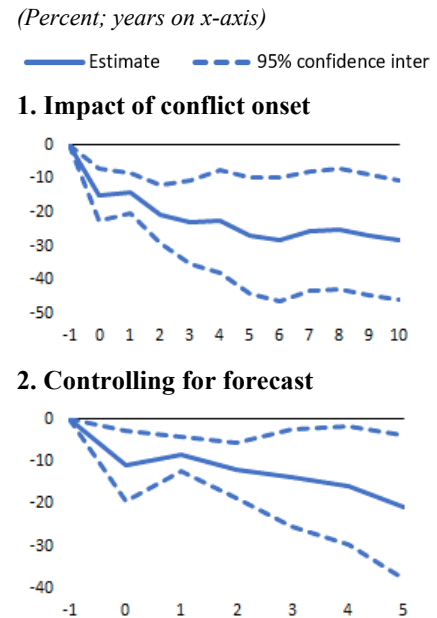 (Percent; years on x-axis)
Estimate 95% confidence inter
1. Impact of conflict onset
0
-10
-20
-30
-40
-50
-1 0 1 2 3 4 5 6 7 8 9 10
2. Controlling for forecast
0
-10
-20
-30
-40
-1 0 1 2 3 4 5